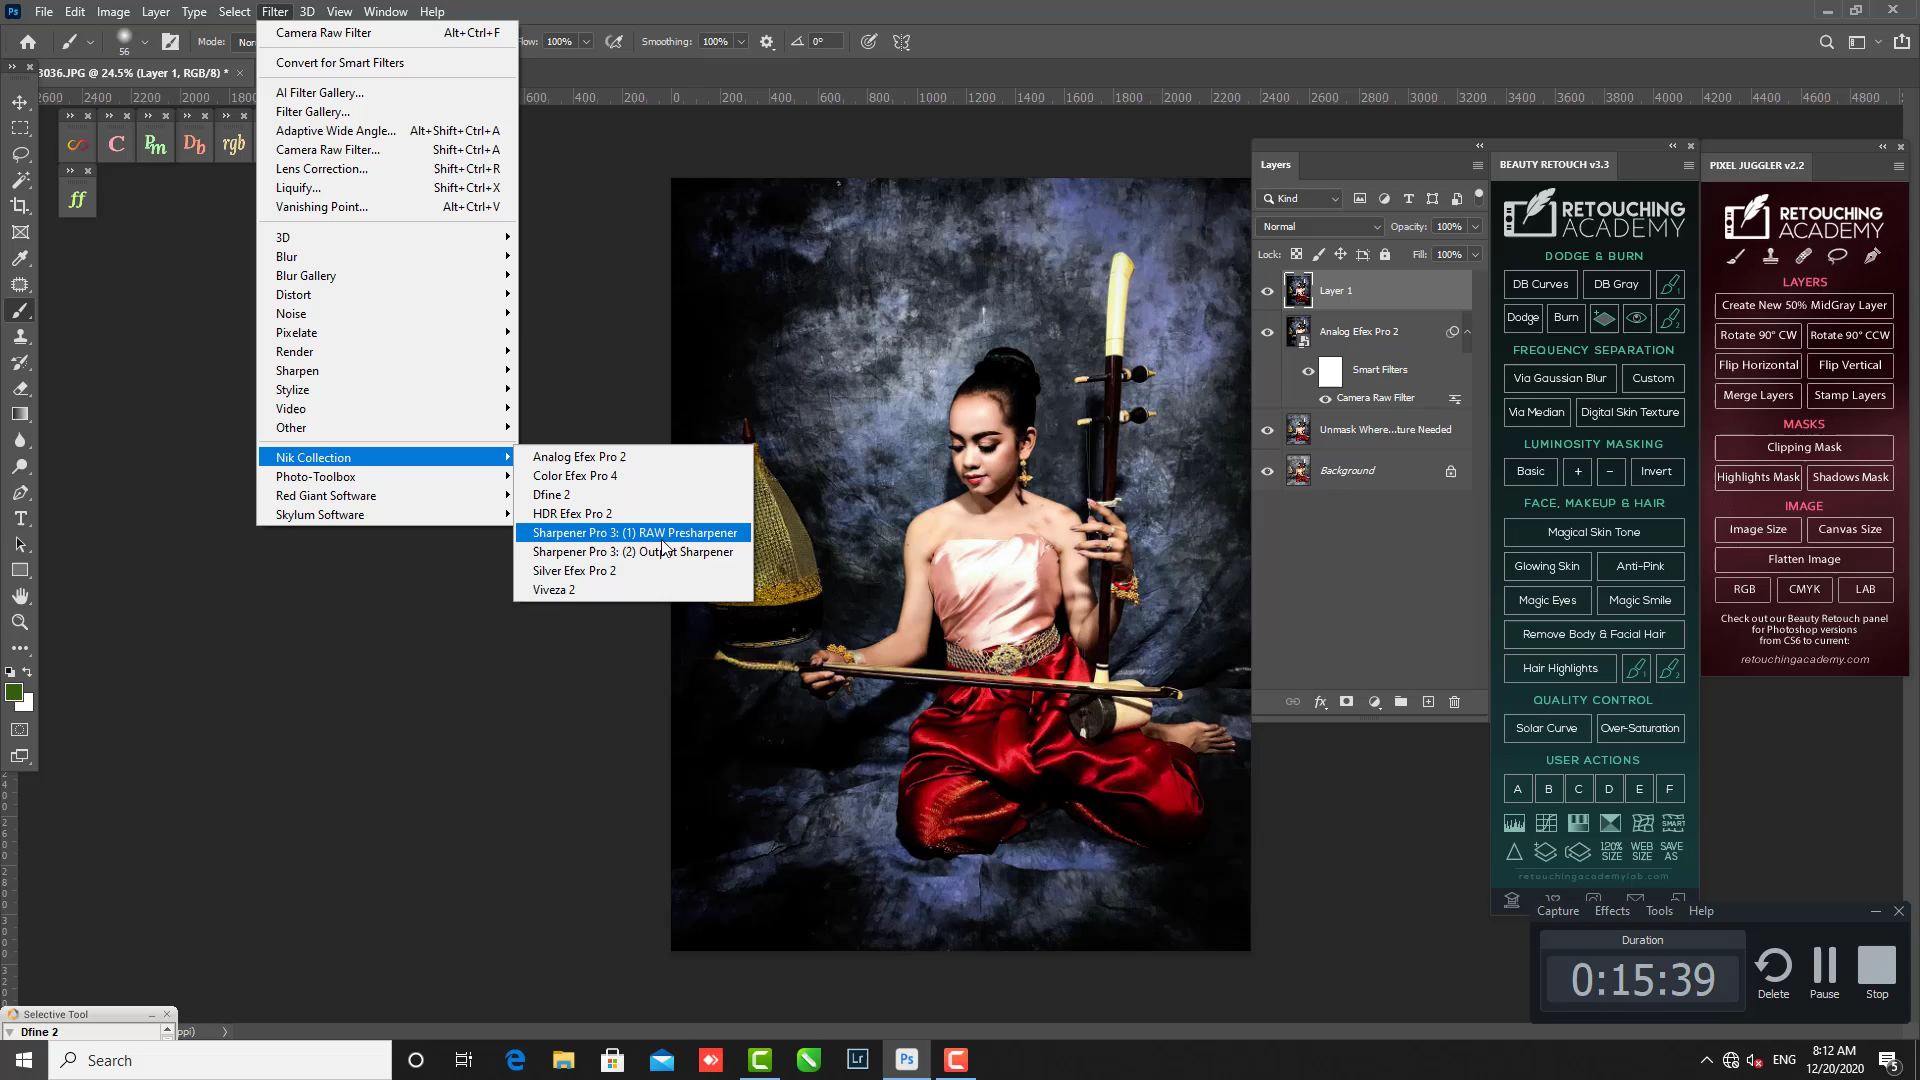 Ps File Edit Image Layer Type Select Filter 3D View Window Help
56 Mode: Flow: 100% Smoothing: 100% 0°
3036.JPG @ 24.5% (Layer 1, RGB/8) *
2600 2400 2200 2000 1800 600 400 200 0 200 400 600 800 1000 1200 1400 1600 1800 2000 2200 2400 2600 2800 3000 3200 3400 3600 3800 4000 4200 4400 4600 4800
C Pm Db rgb
ff
Camera Raw Filter Alt+Ctrl+F
Convert for Smart Filters
AI Filter Gallery...
Filter Gallery...
Adaptive Wide Angle... Alt+Shift+Ctrl+A
Camera Raw Filter... Shift+Ctrl+A
Lens Correction... Shift+Ctrl+R
Liquify... Shift+Ctrl+X
Vanishing Point... Alt+Ctrl+V
3D
Blur
Blur Gallery
Distort
Noise
Pixelate
Render
Sharpen
Stylize
Video
Other
Nik Collection
Photo-Toolbox
Red Giant Software
Skylum Software
Analog Efex Pro 2
Color Efex Pro 4
Dfine 2
HDR Efex Pro 2
Sharpener Pro 3: (1) RAW Presharpener
Sharpener Pro 3: (2) Output Sharpener
Silver Efex Pro 2
Viveza 2
Layers
Kind
Normal Opacity: 100%
Lock: Fill: 100%
Layer 1
Analog Efex Pro 2
Smart Filters
Camera Raw Filter
Unmask Where...ture Needed
Background
fx
BEAUTY RETOUCH v3.3
RETOUCHING
ACADEMY
DODGE & BURN
DB Curves DB Gray 1
Dodge Burn 2
FREQUENCY SEPARATION
Via Gaussian Blur Custom
Via Median Digital Skin Texture
LUMINOSITY MASKING
Basic + − Invert
FACE, MAKEUP & HAIR
Magical Skin Tone
Glowing Skin Anti-Pink
Magic Eyes Magic Smile
Remove Body & Facial Hair
Hair Highlights 1 2
QUALITY CONTROL
Solar Curve Over-Saturation
USER ACTIONS
A B C D E F
SMART
120% SIZE WEB SIZE SAVE AS
retouchingacademylab.com
PIXEL JUGGLER v2.2
RETOUCHING
ACADEMY
LAYERS
Create New 50% MidGray Layer
Rotate 90° CW Rotate 90° CCW
Flip Horizontal Flip Vertical
Merge Layers Stamp Layers
MASKS
Clipping Mask
Highlights Mask Shadows Mask
IMAGE
Image Size Canvas Size
Flatten Image
RGB CMYK LAB
Check out our Beauty Retouch panel
for Photoshop versions
from CS6 to current:
retouchingacademy.com
Capture Effects Tools Help
Duration
0:15:39
Delete Pause Stop
Selective Tool
Dfine 2
ppi)
Search
Lr Ps
ENG
8:12 AM
12/20/2020
5